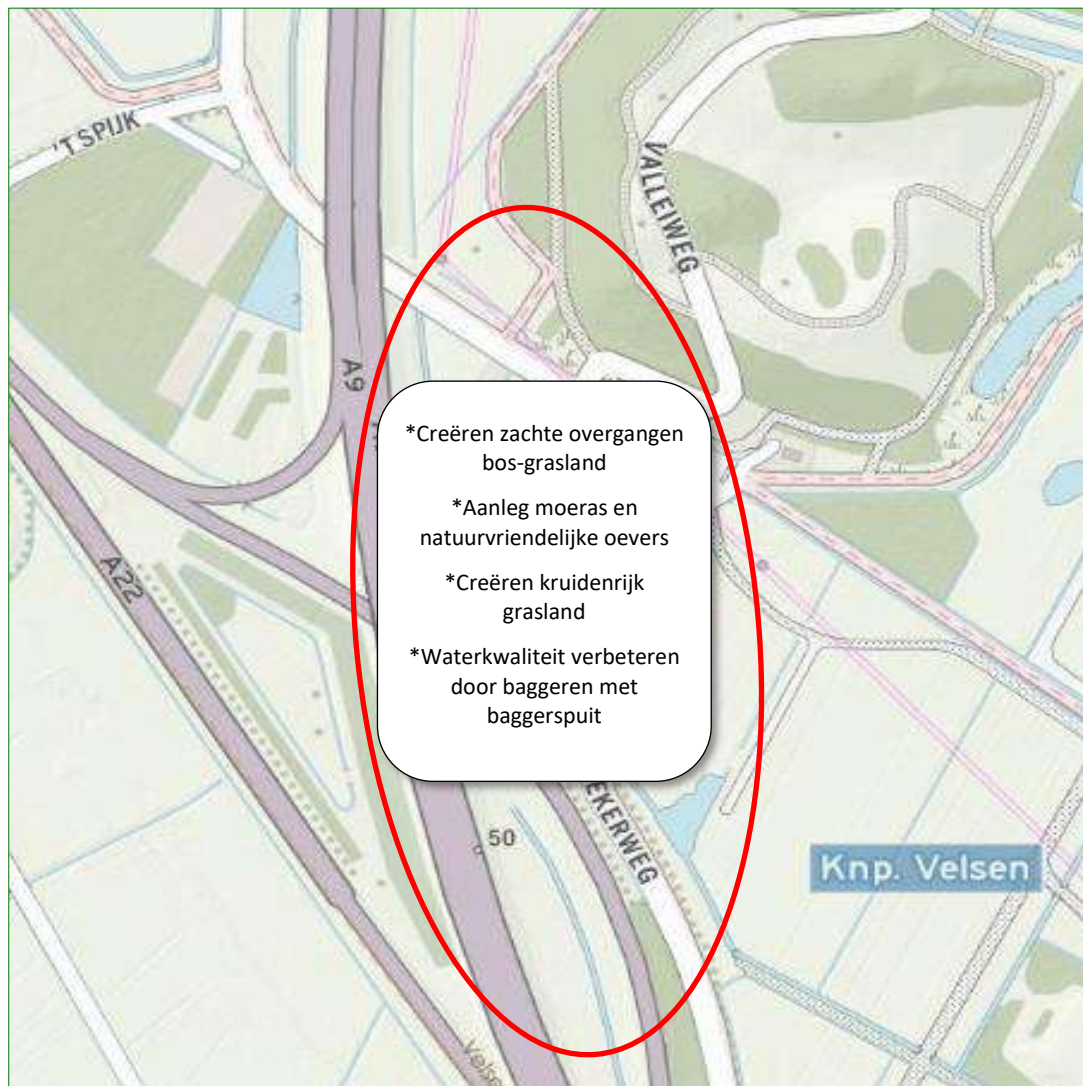 'T SPIJK
VALLEIWEG
A9
*Creëren zachte overgangen
bos-grasland
*Aanleg moeras en
natuurvriendelijke oevers
*Creëren kruidenrijk
grasland
*Waterkwaliteit verbeteren
door baggeren met
baggerspuit
A22
50
EKERWEG
Knp. Velsen